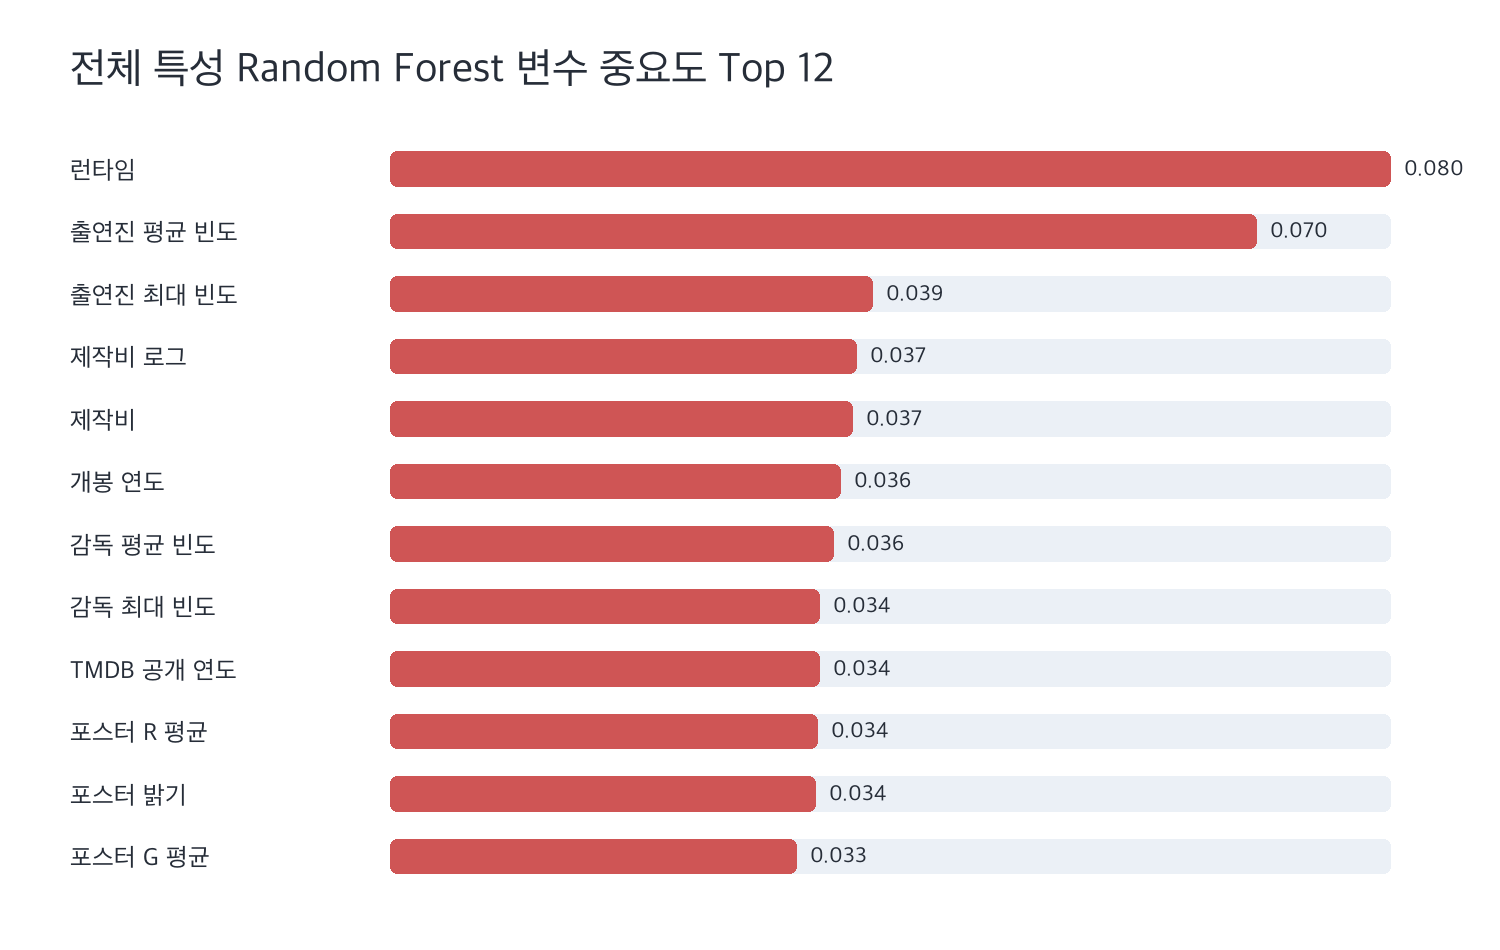 전체 특성 Random Forest 변수 중요도 Top 12
런타임 0.080
출연진 평균 빈도 0.070
출연진 최대 빈도 0.039
제작비 로그 0.037
제작비 0.037
개봉 연도 0.036
감독 평균 빈도 0.036
감독 최대 빈도 0.034
TMDB 공개 연도 0.034
포스터 R 평균 0.034
포스터 밝기 0.034
포스터 G 평균 0.033